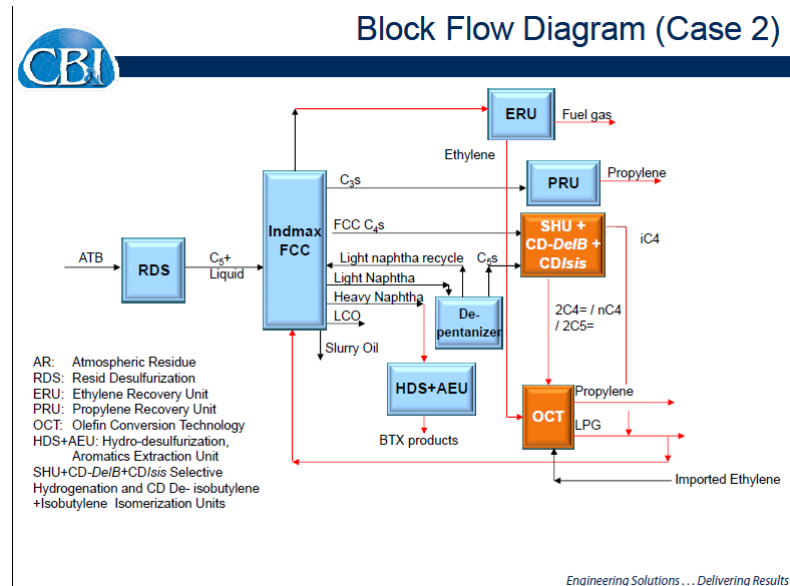 Block Flow Diagram (Case 2)
CB&I
ERU
Fuel gas
Ethylene
C3s
PRU
Propylene
Indmax
FCC
FCC C4s
SHU +
CD-DeIB +
CDIsis
iC4
ATB
RDS
C5+
Liquid
Light naphtha recycle
C5s
Light Naphtha
Heavy Naphtha
LCO
De-
pentanizer
2C4= / nC4
/ 2C5=
Slurry Oil
HDS+AEU
BTX products
OCT
Propylene
LPG
Imported Ethylene
AR: Atmospheric Residue
RDS: Resid Desulfurization
ERU: Ethylene Recovery Unit
PRU: Propylene Recovery Unit
OCT: Olefin Conversion Technology
HDS+AEU: Hydro-desulfurization,
Aromatics Extraction Unit
SHU+CD-DeIB+CDIsis Selective
Hydrogenation and CD De- isobutylene
+Isobutylene Isomerization Units
Engineering Solutions . . . Delivering Results